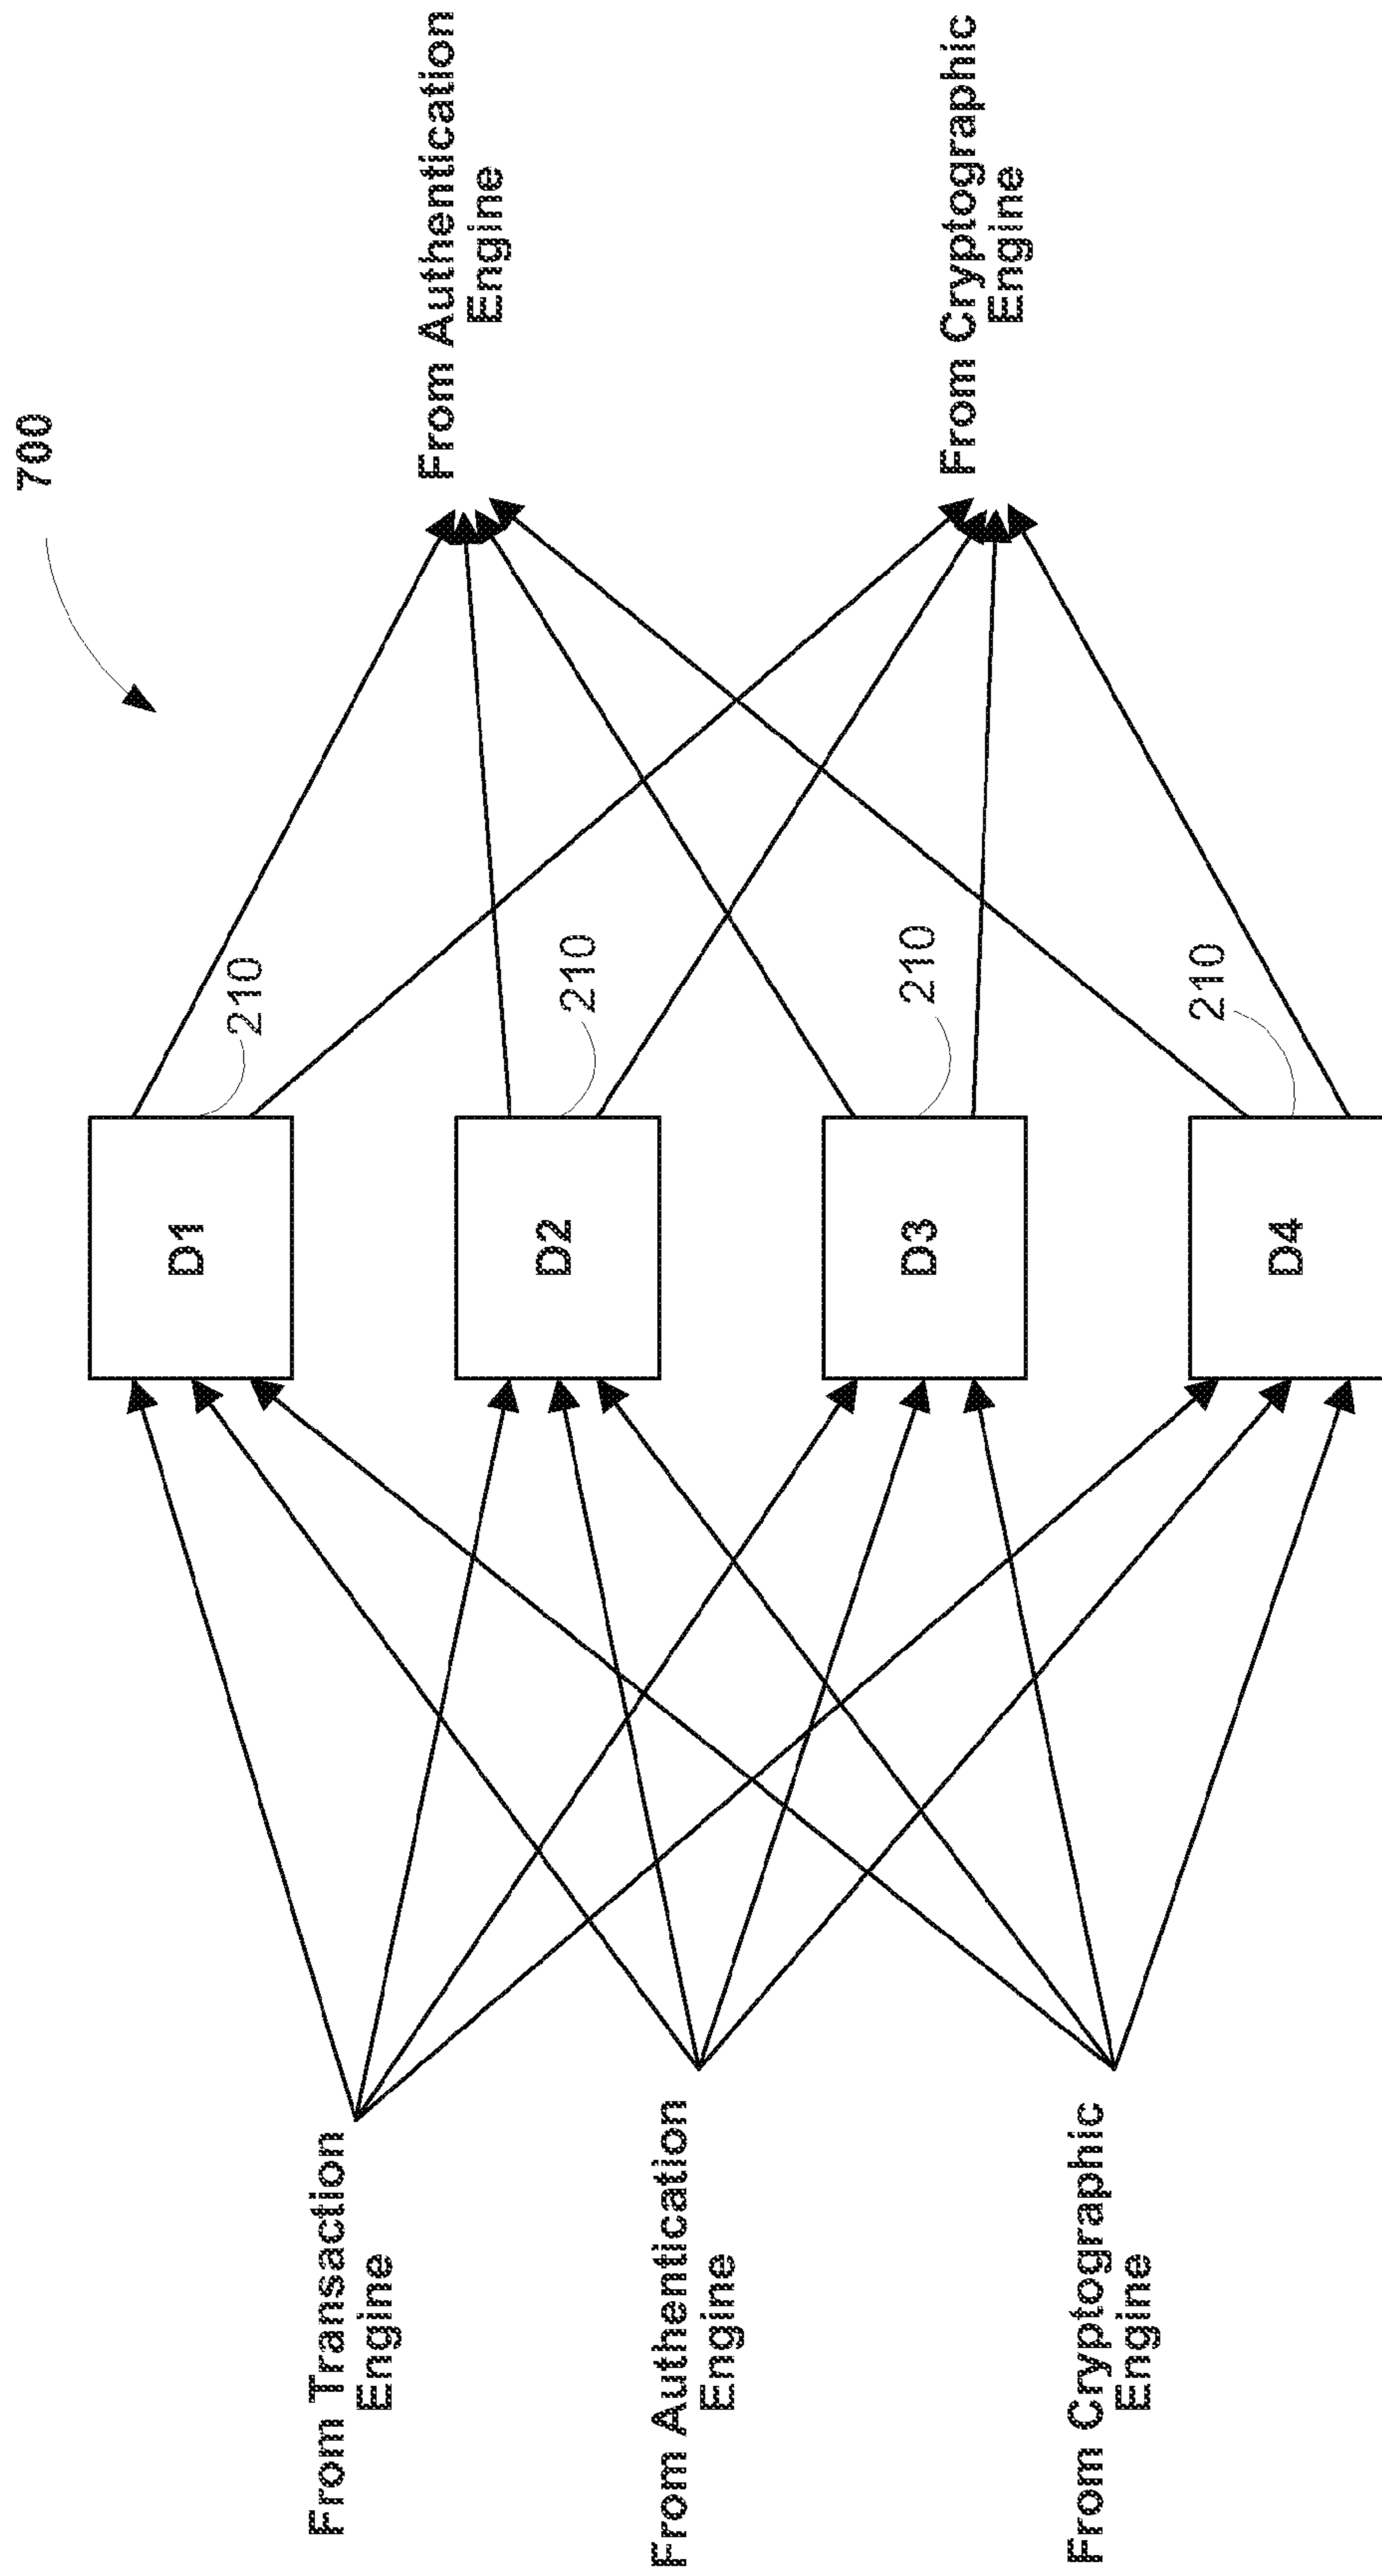 700
From Transaction
Engine
From Authentication
Engine
From Cryptographic
Engine
D1
210
D2
210
D3
210
D4
210
From Authentication
Engine
From Cryptographic
Engine